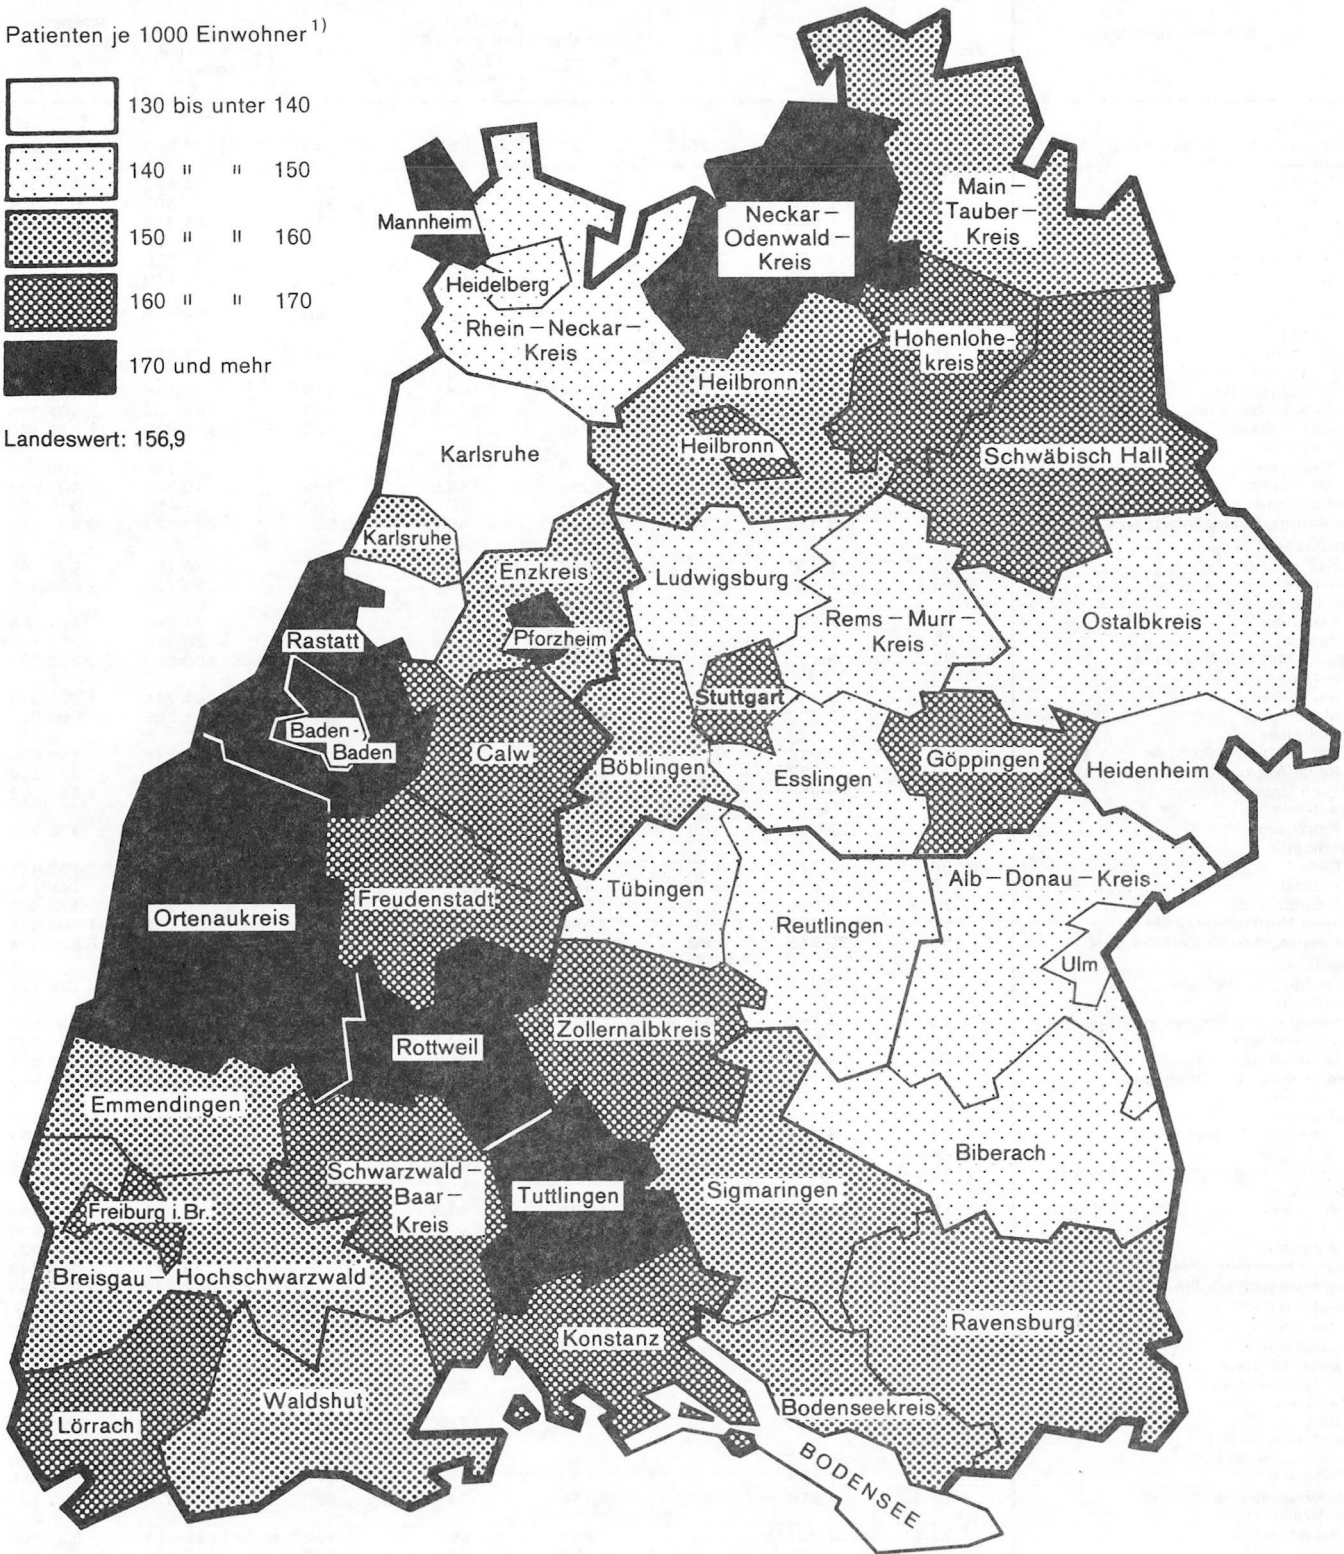 Patienten je 1000 Einwohner 1)
130 bis unter 140
140 " " 150
150 " " 160
160 " " 170
170 und mehr
Landeswert: 156,9
Main –
Tauber –
Kreis
Neckar –
Odenwald –
Kreis
Mannheim
Heidelberg
Rhein – Neckar –
Kreis
Hohenlohe-
kreis
Heilbronn
Heilbronn
Schwäbisch Hall
Karlsruhe
Karlsruhe
Enzkreis
Ludwigsburg
Rems – Murr –
Kreis
Ostalbkreis
Rastatt
Pforzheim
Stuttgart
Baden -
Baden
Calw
Böblingen
Esslingen
Göppingen
Heidenheim
Freudenstadt
Tübingen
Reutlingen
Alb – Donau – Kreis
Ortenaukreis
Ulm
Rottweil
Zollernalbkreis
Emmendingen
Biberach
Schwarzwald –
Baar –
Kreis
Tuttlingen
Sigmaringen
Freiburg i.Br.
Breisgau – Hochschwarzwald
Konstanz
Ravensburg
Waldshut
Lörrach
Bodenseekreis
BODENSEE